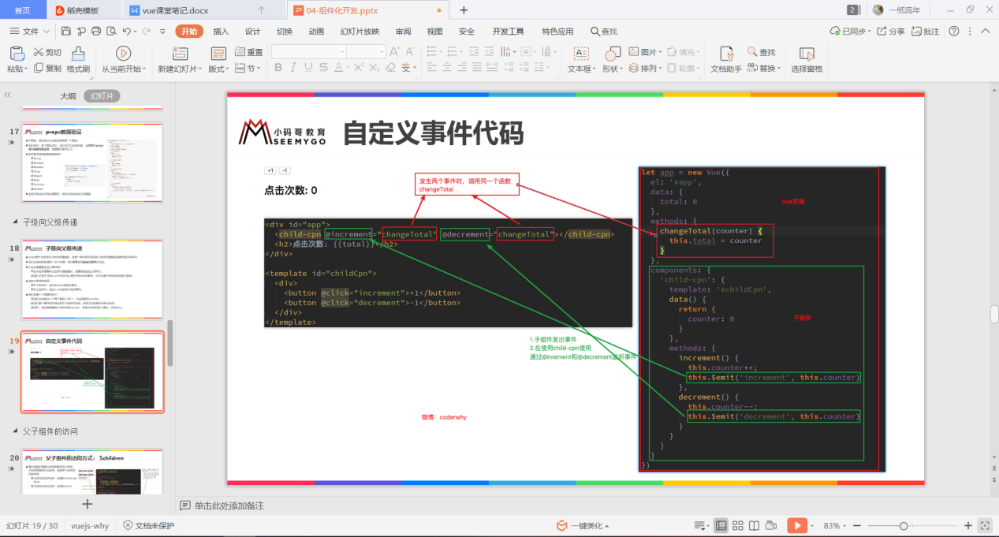 首页
稻壳模板
vue课堂笔记.docx
04-组件化开发.pptx
2
一纸流年
文件
开始
插入
设计
切换
动画
幻灯片放映
审阅
视图
安全
开发工具
特色应用
查找
已同步
分享
批注
粘贴
剪切
复制
格式刷
从当前开始
新建幻灯片
版式
重置
节
文本框
形状
图片
排列
填充
轮廓
文档助手
查找
替换
选择窗格
大纲
幻灯片
17
props数据验证
子级向父级传递
18
子级向父级传递
19
自定义事件代码
父子组件的访问
20
父子组件的访问方式： $children
小码哥教育
SEEMYGO
自定义事件代码
+1
-1
点击次数: 0
发生两个事件时，调用同一个函数
changeTotal
<div id="app">
<child-cpn @increment="changeTotal" @decrement="changeTotal"></child-cpn>
<h2>点击次数: {{total}}</h2>
</div>
<template id="childCpn">
<div>
<button @click="increment">+1</button>
<button @click="decrement">-1</button>
</div>
</template>
1.子组件发出事件
2.在使用child-cpn使用
通过@inrement和@decrement监听事件
微博：coderwhy
let app = new Vue({
el: '#app',
data: {
total: 0
},
Vue实例
methods: {
changeTotal(counter) {
this.total = counter
}
},
components: {
'child-cpn': {
template: '#childCpn',
data() {
return {
counter: 0
子组件
}
},
methods: {
increment() {
this.counter++;
this.$emit('increment', this.counter)
},
decrement() {
this.counter--;
this.$emit('decrement', this.counter)
}
}
}
}
})
单击此处添加备注
幻灯片 19 / 30
vuejs-why
文档未保护
一键美化
83%